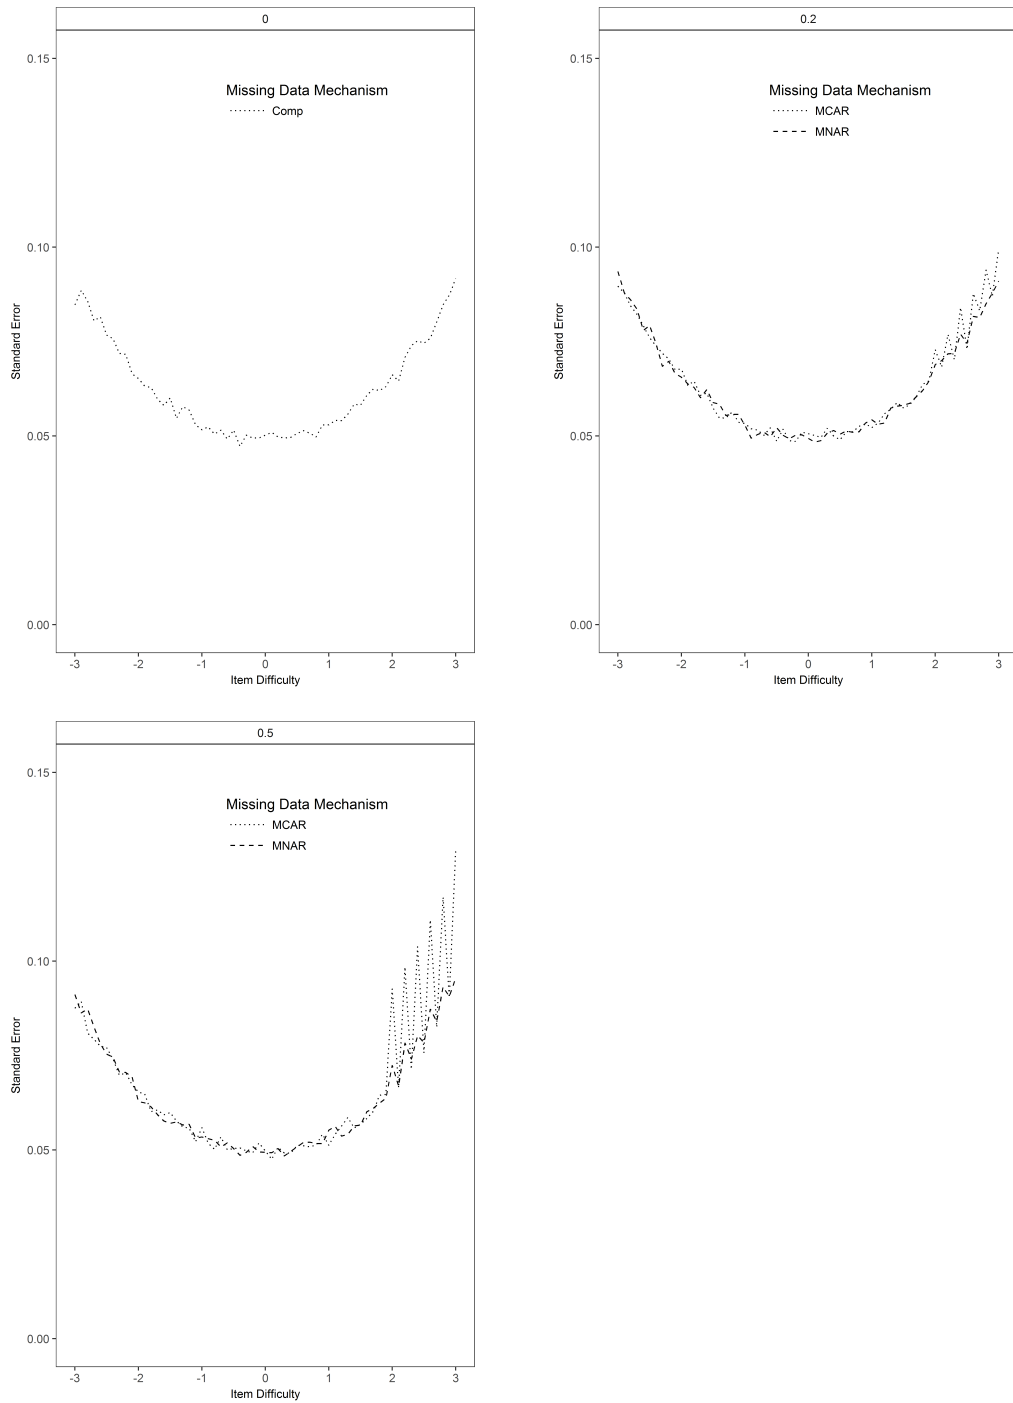 0
0.15
0.10
0.05
0.00
Standard Error
Missing Data Mechanism
Comp
-3 -2 -1 0 1 2 3
Item Difficulty
0.2
0.15
0.10
0.05
0.00
Standard Error
Missing Data Mechanism
MCAR
MNAR
-3 -2 -1 0 1 2 3
Item Difficulty
0.5
0.15
0.10
0.05
0.00
Standard Error
Missing Data Mechanism
MCAR
MNAR
-3 -2 -1 0 1 2 3
Item Difficulty